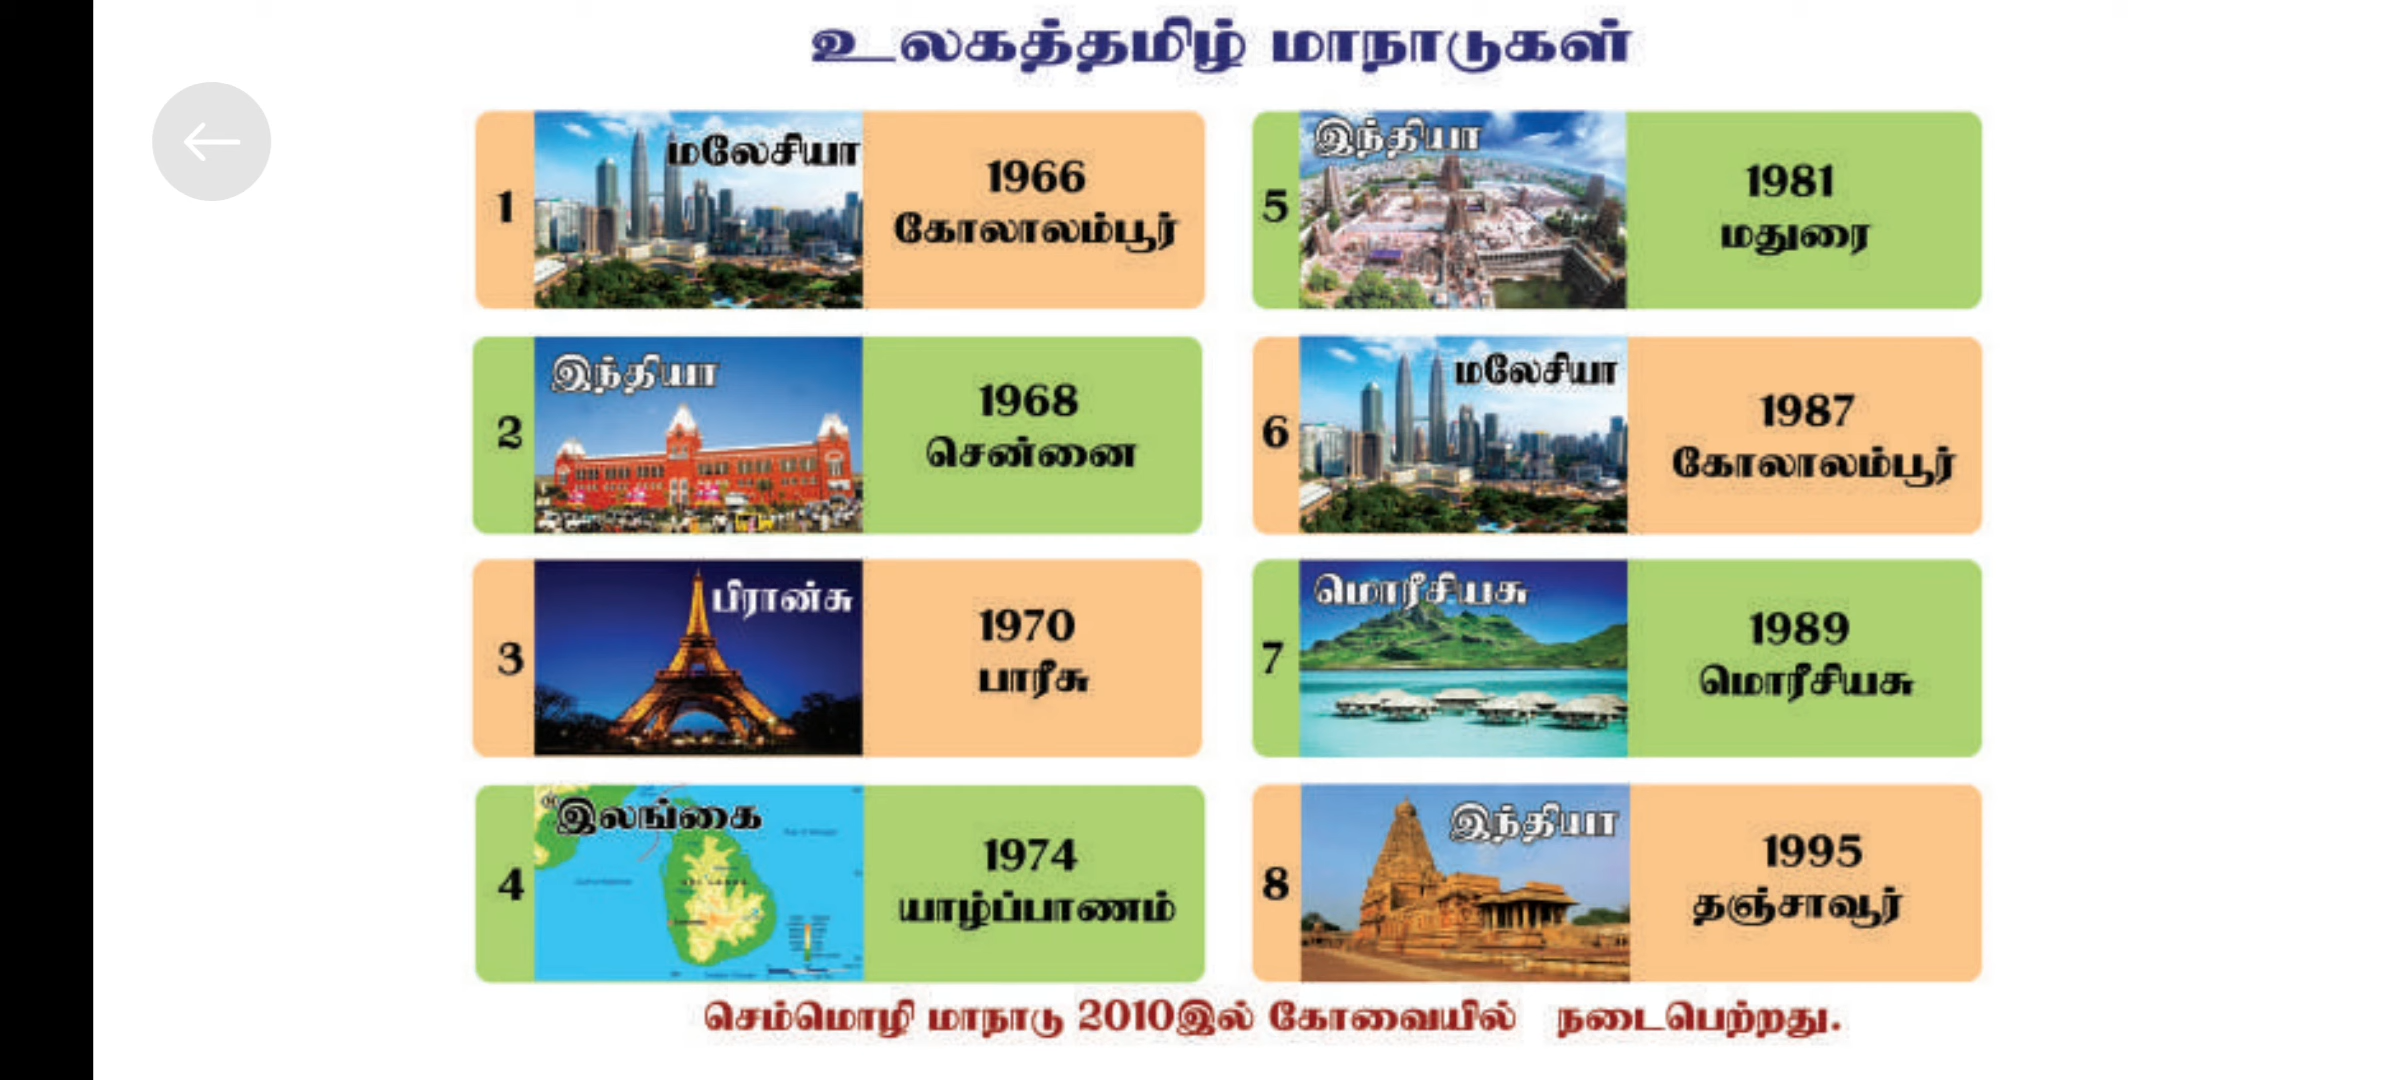 உலகத்தமிழ் மாநாடுகள்
1
மலேசியா
1966
கோலாலம்பூர்
2
இந்தியா
1968
சென்னை
3
பிரான்சு
1970
பாரீசு
4
இலங்கை
1974
யாழ்ப்பாணம்
5
இந்தியா
1981
மதுரை
6
மலேசியா
1987
கோலாலம்பூர்
7
மொரீசியசு
1989
மொரீசியசு
8
இந்தியா
1995
தஞ்சாவூர்
செம்மொழி மாநாடு 2010இல் கோவையில் நடைபெற்றது.